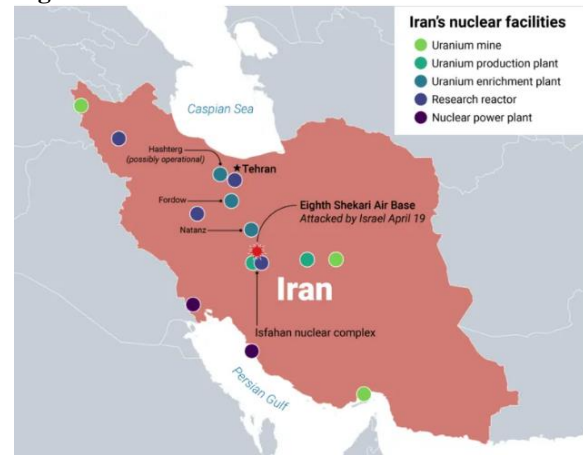 Iran's nuclear facilities
Uranium mine
Uranium production plant
Uranium enrichment plant
Research reactor
Nuclear power plant
Caspian Sea
Hashterg
(possibly operational)
Tehran
Fordow
Eighth Shekari Air Base
Attacked by Israel April 19
Natanz
Iran
Isfahan nuclear complex
Persian Gulf